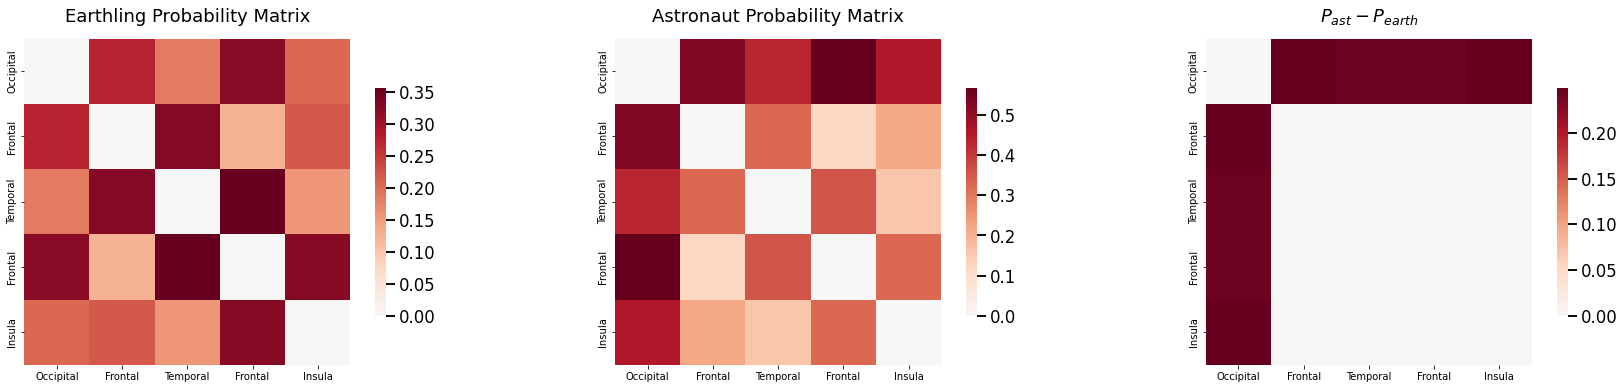 Earthling Probability Matrix
Occipital
Frontal
Temporal
Frontal
Insula
Occipital Frontal Temporal Frontal Insula
0.35
0.30
0.25
0.20
0.15
0.10
0.05
0.00
Astronaut Probability Matrix
Occipital
Frontal
Temporal
Frontal
Insula
Occipital Frontal Temporal Frontal Insula
0.5
0.4
0.3
0.2
0.1
0.0
P_ast − P_earth
Occipital
Frontal
Temporal
Frontal
Insula
Occipital Frontal Temporal Frontal Insula
0.20
0.15
0.10
0.05
0.00